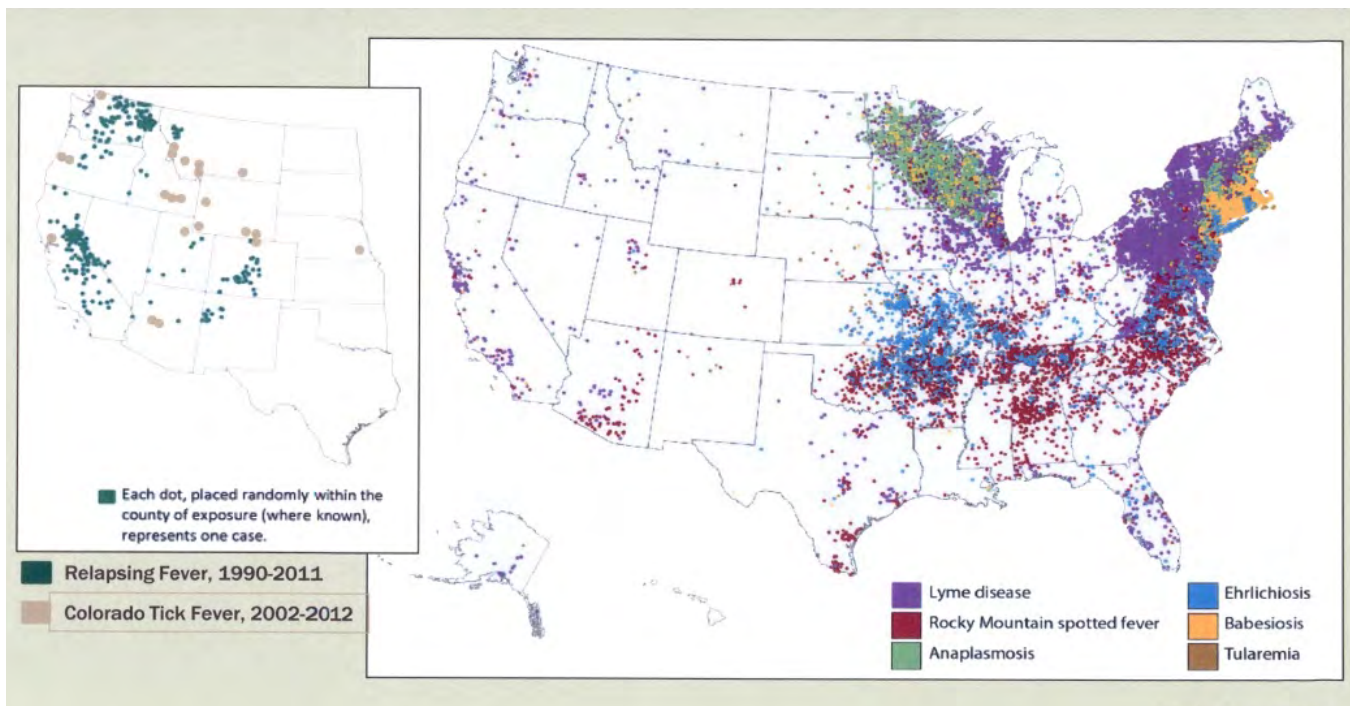 Each dot, placed randomly within the
county of exposure (where known),
represents one case.
Relapsing Fever, 1990-2011
Colorado Tick Fever, 2002-2012
Lyme disease
Rocky Mountain spotted fever
Anaplasmosis
Ehrlichiosis
Babesiosis
Tularemia